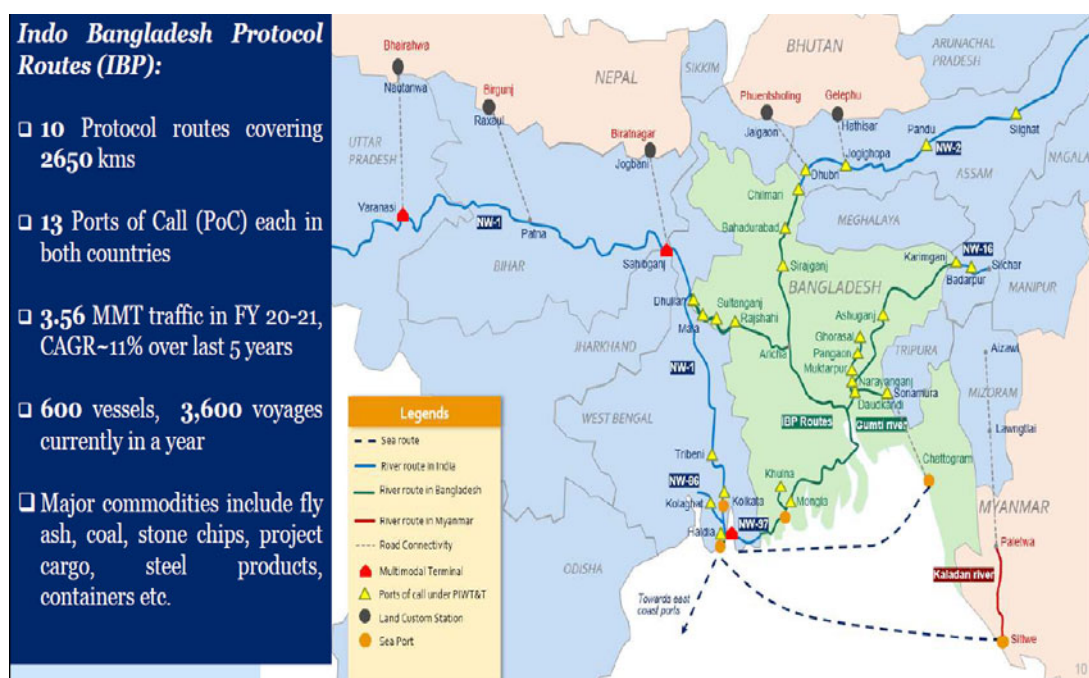 Indo Bangladesh Protocol
Routes (IBP):
❑ 10 Protocol routes covering
2650 kms
❑ 13 Ports of Call (PoC) each in
both countries
❑ 3.56 MMT traffic in FY 20-21,
CAGR~11% over last 5 years
❑ 600 vessels, 3,600 voyages
currently in a year
❑ Major commodities include fly
ash, coal, stone chips, project
cargo, steel products,
containers etc.
Bhairahwa
Nautanwa
NEPAL
SIKKIM
BHUTAN
ARUNACHAL
PRADESH
Birgunj
Raxaul
Phuentsholing
Jaigaon
Gelephu
Hathisar
Pandu
Silghat
NW-2
Biratnagar
Jogbani
UTTAR
PRADESH
Jogighopa
Dhubri
ASSAM
NAGALA
Chilmari
Varanasi
NW-1
Patna
Bahadurabad
MEGHALAYA
BIHAR
Sahibganj
Sirajganj
Karimganj
NW-16
Badarpur
Silchar
BANGLADESH
MANIPUR
Dhulian
Maia
Sultanganj
Rajshahi
Ashuganj
Ghorasal
Pangaon
Muktarpur
Aricha
TRIPURA
Aizawl
JHARKHAND
NW-1
Narayanganj
Daudkandi
Sonamura
MIZORAM
WEST BENGAL
IBP Routes
Gumti river
Lawngtlai
Tribeni
Khulna
Chattogram
NW-86
Kolaghat
Kolkata
Mongla
NW-97
Haldia
MYANMAR
Paletwa
ODISHA
Kaladan river
Towards east
coast ports
Sittwe
Legends
Sea route
River route in India
River route in Bangladesh
River route in Myanmar
Road Connectivity
Multimodal Terminal
Ports of call under PIWT&T
Land Custom Station
Sea Port
10